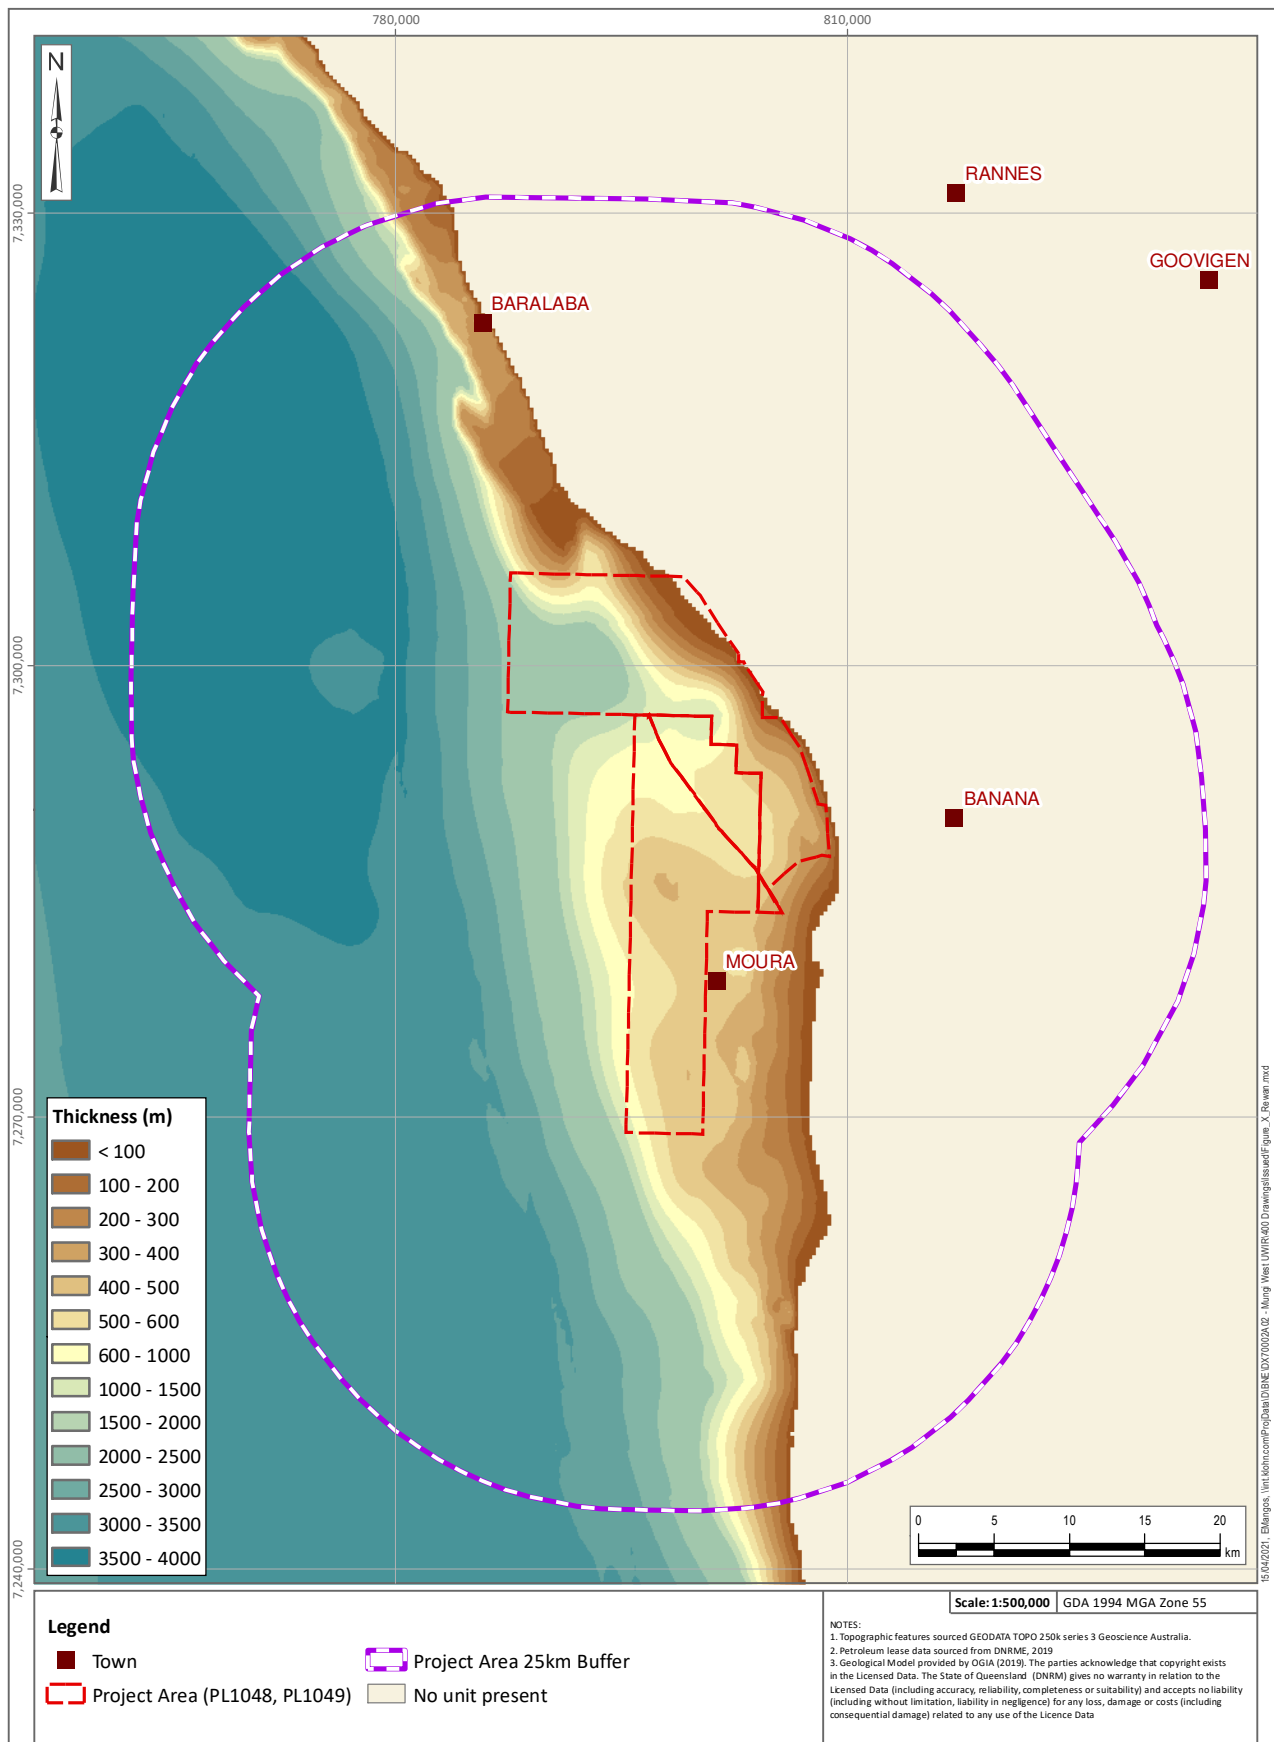 780,000
810,000
N
RANNES
7,330,000
GOOVIGEN
BARALABA
7,300,000
BANANA
MOURA
7,270,000
Thickness (m)
< 100
100 - 200
200 - 300
300 - 400
400 - 500
500 - 600
600 - 1000
1000 - 1500
1500 - 2000
2000 - 2500
2500 - 3000
3000 - 3500
3500 - 4000
0 5 10 15 20
km
7,240,000
Scale: 1:500,000 GDA 1994 MGA Zone 55
Legend
Town
Project Area 25km Buffer
Project Area (PL1048, PL1049)
No unit present
NOTES:
1. Topographic features sourced GEODATA TOPO 250k series 3 Geoscience Australia.
2. Petroleum lease data sourced from DNRME, 2019
3. Geological Model provided by OGIA (2019). The parties acknowledge that copyright exists
in the Licensed Data. The State of Queensland (DNRM) gives no warranty in relation to the
Licensed Data (including accuracy, reliability, completeness or suitability) and accepts no liability
(including without limitation, liability in negligence) for any loss, damage or costs (including
consequential damage) related to any use of the Licence Data